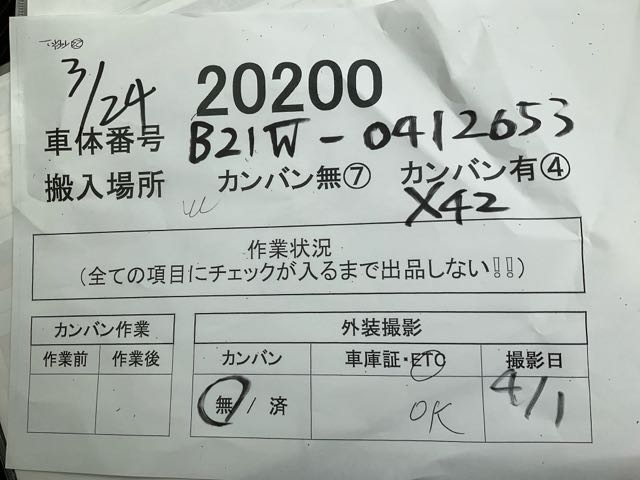 3/24
20200
車体番号 B21W-0412653
搬入場所 カンバン無⑦ カンバン有④
X42
作業状況
(全ての項目にチェックが入るまで出品しない!!)
カンバン作業
作業前 作業後
外装撮影
カンバン 車庫証・ETC 撮影日
無/済 OK 4/1